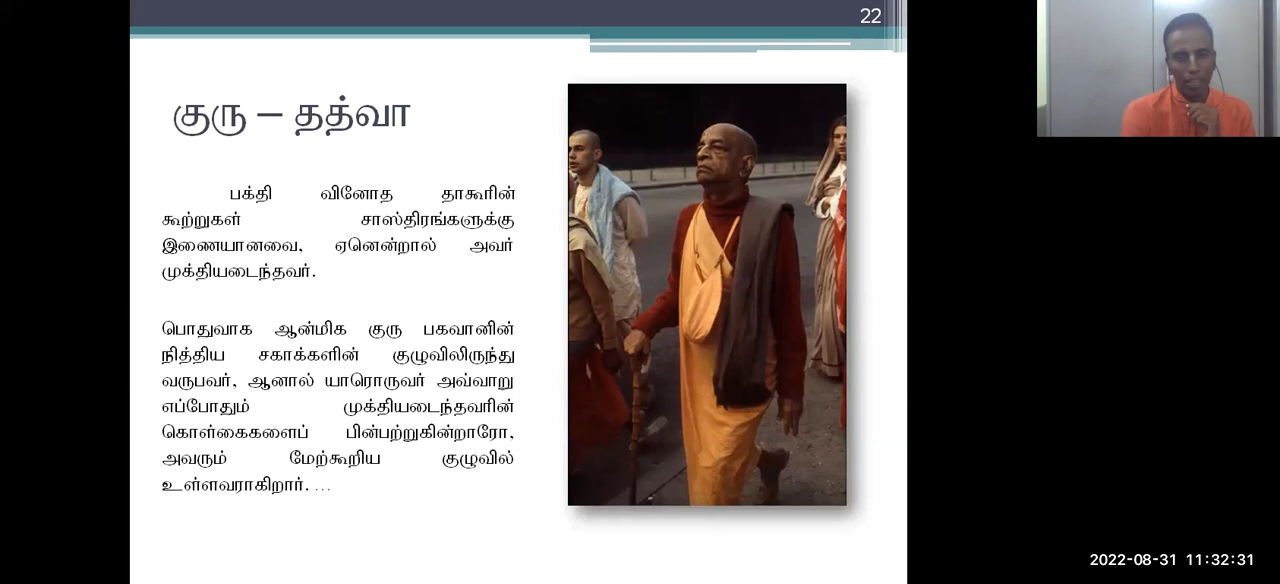 22
குரு – தத்வா
பக்தி வினோத தாகூரின்
கூற்றுகள் சாஸ்திரங்களுக்கு
இணையானவை, ஏனென்றால் அவர்
முக்தியடைந்தவர்.
பொதுவாக ஆன்மிக குரு பகவானின்
நித்திய சகாக்களின் குழுவிலிருந்து
வருபவர், ஆனால் யாரொருவர் அவ்வாறு
எப்போதும் முக்தியடைந்தவரின்
கொள்கைகளைப் பின்பற்றுகின்றாரோ,
அவரும் மேற்கூறிய குழுவில்
உள்ளவராகிறார். ...
2022-08-31 11:32:31